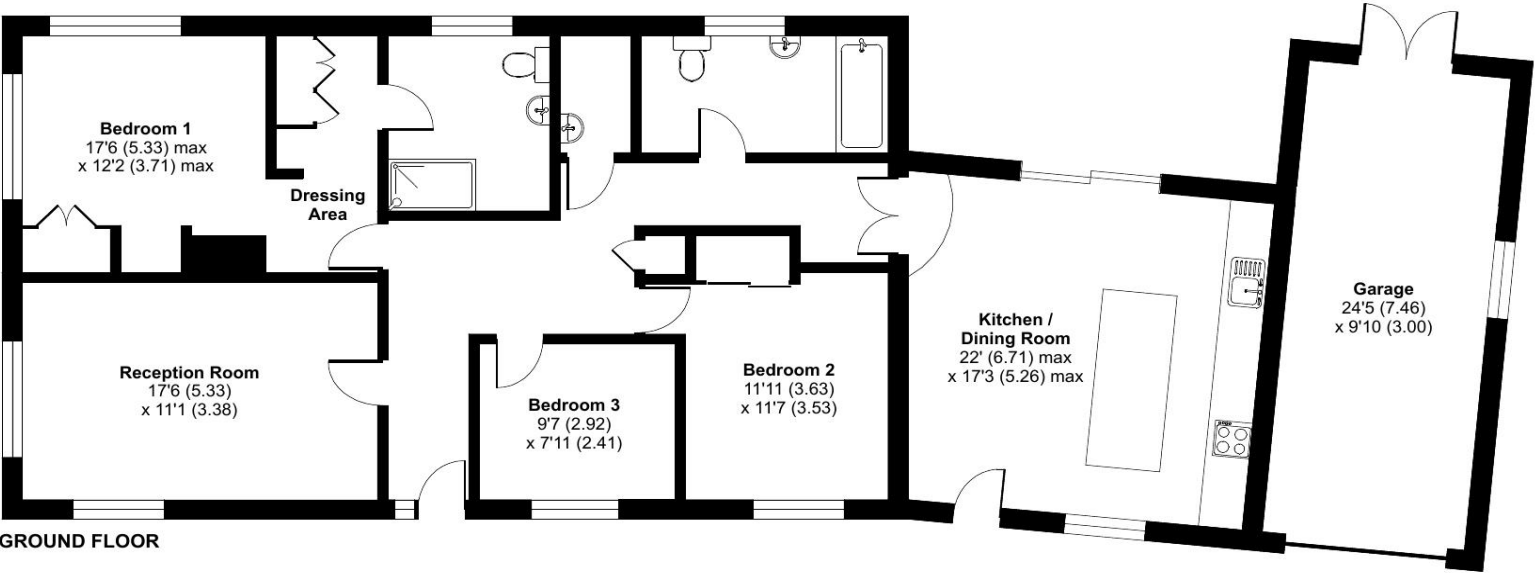 Bedroom 1
17'6 (5.33) max
x 12'2 (3.71) max
Dressing
Area
Reception Room
17'6 (5.33)
x 11'1 (3.38)
Bedroom 3
9'7 (2.92)
x 7'11 (2.41)
Bedroom 2
11'11 (3.63)
x 11'7 (3.53)
Kitchen /
Dining Room
22' (6.71) max
x 17'3 (5.26) max
Garage
24'5 (7.46)
x 9'10 (3.00)
GROUND FLOOR